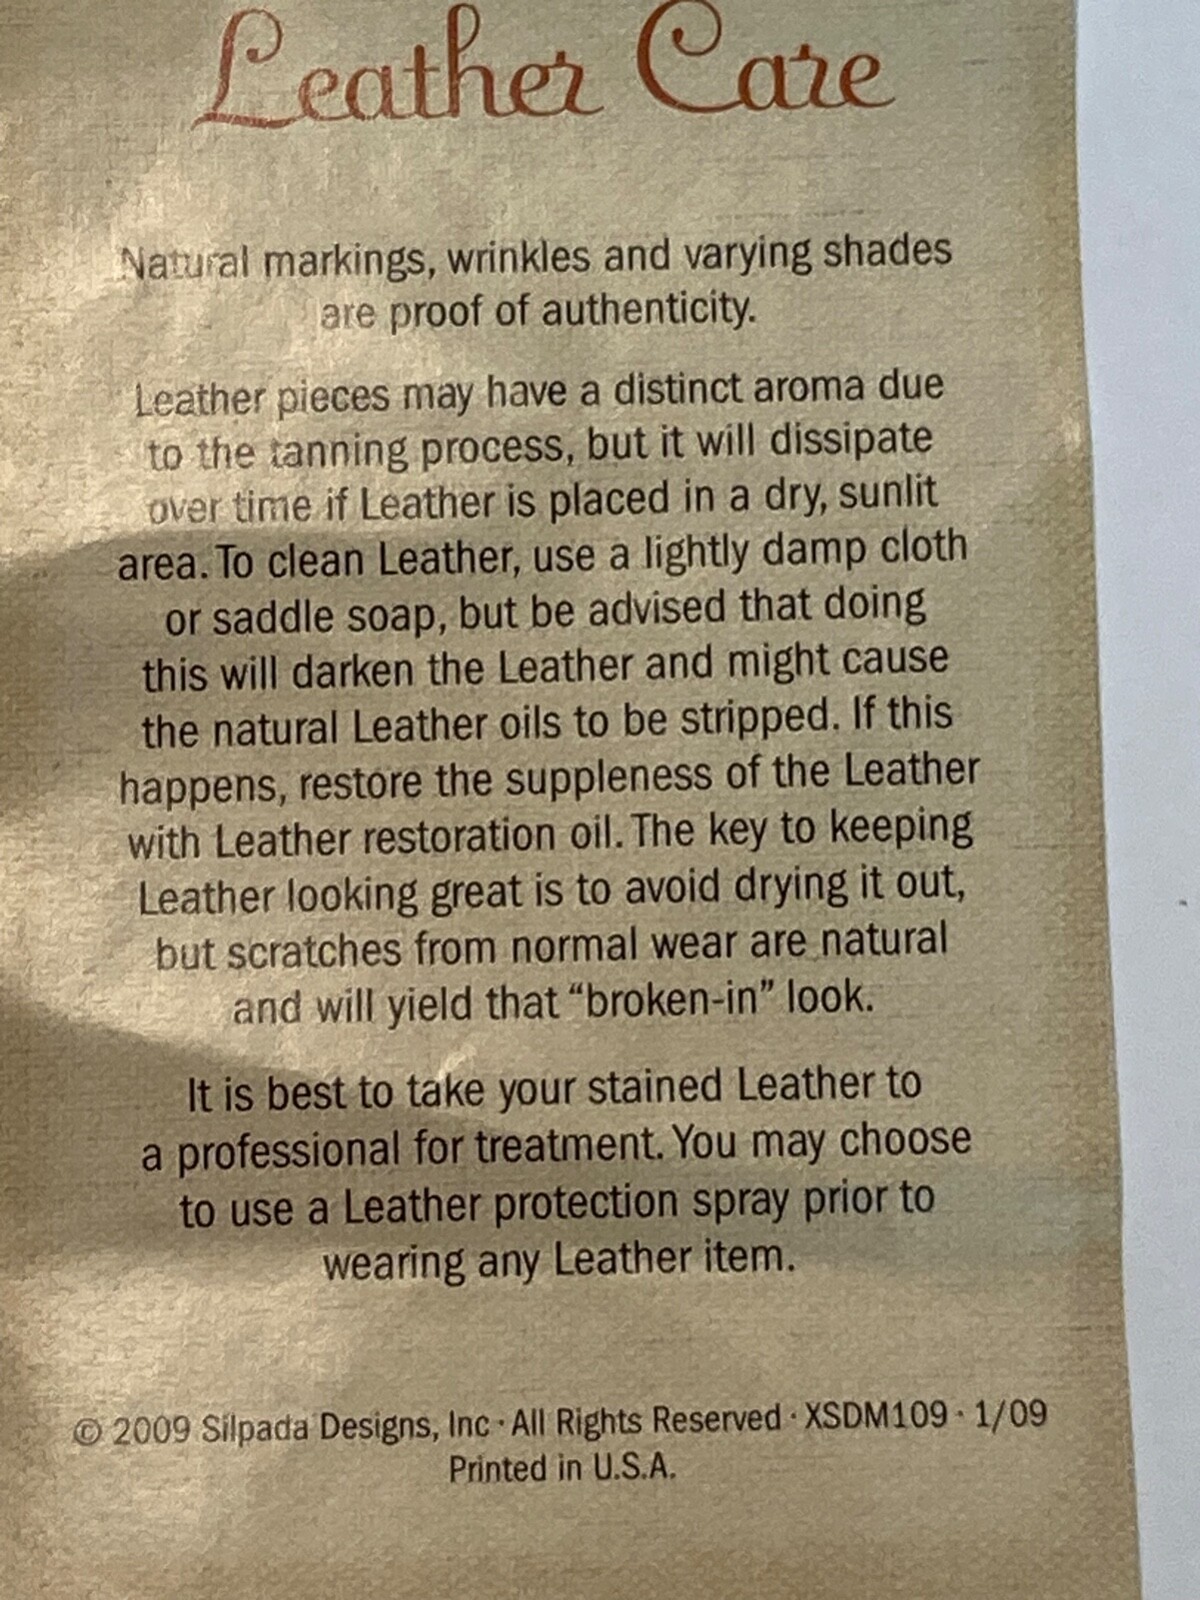 Leather Care
Natural markings, wrinkles and varying shades
are proof of authenticity.
Leather pieces may have a distinct aroma due
to the tanning process, but it will dissipate
over time if Leather is placed in a dry, sunlit
area. To clean Leather, use a lightly damp cloth
or saddle soap, but be advised that doing
this will darken the Leather and might cause
the natural Leather oils to be stripped. If this
happens, restore the suppleness of the Leather
with Leather restoration oil. The key to keeping
Leather looking great is to avoid drying it out,
but scratches from normal wear are natural
and will yield that “broken-in” look.
It is best to take your stained Leather to
a professional for treatment. You may choose
to use a Leather protection spray prior to
wearing any Leather item.
© 2009 Silpada Designs, Inc · All Rights Reserved · XSDM109 · 1/09
Printed in U.S.A.